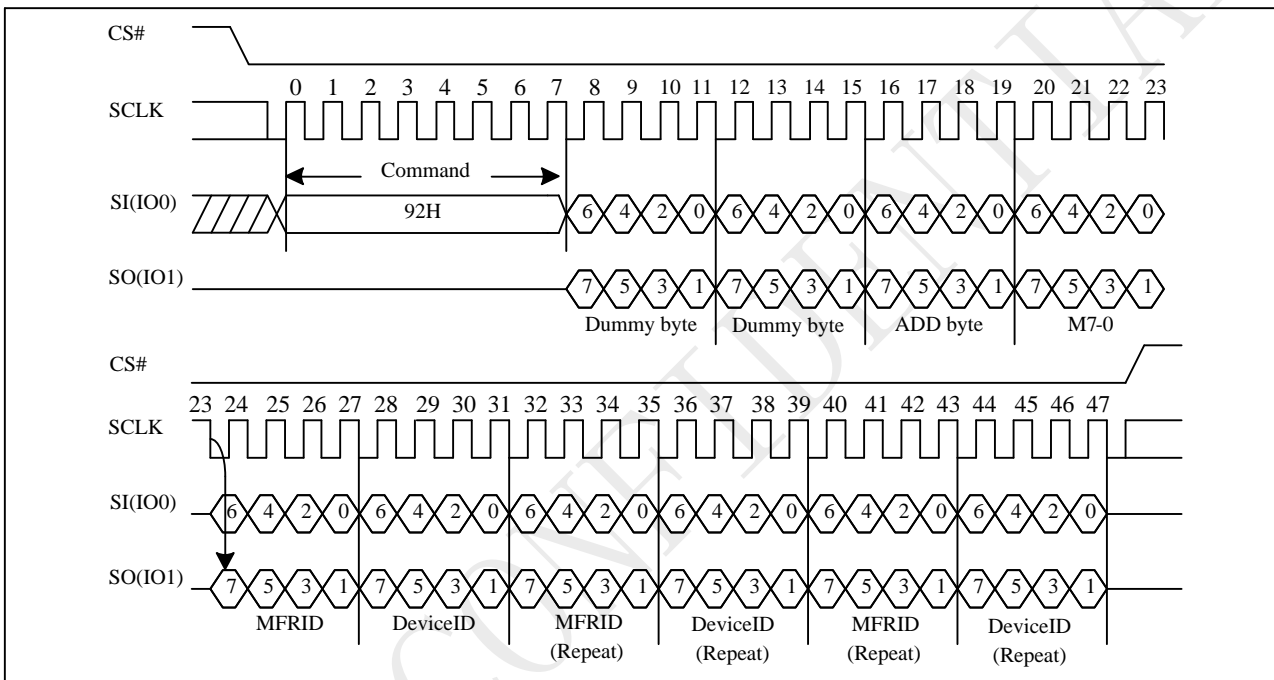 CS#
0 1 2 3 4 5 6 7 8 9 10 11 12 13 14 15 16 17 18 19 20 21 22 23
SCLK
Command
SI(IO0) 92H 6 4 2 0 6 4 2 0 6 4 2 0 6 4 2 0
SO(IO1) 7 5 3 1 7 5 3 1 7 5 3 1 7 5 3 1
Dummy byte Dummy byte ADD byte M7-0
CS#
23 24 25 26 27 28 29 30 31 32 33 34 35 36 37 38 39 40 41 42 43 44 45 46 47
SCLK
SI(IO0) 6 4 2 0 6 4 2 0 6 4 2 0 6 4 2 0 6 4 2 0 6 4 2 0
SO(IO1) 7 5 3 1 7 5 3 1 7 5 3 1 7 5 3 1 7 5 3 1 7 5 3 1
MFRID DeviceID MFRID DeviceID MFRID DeviceID
(Repeat) (Repeat) (Repeat) (Repeat)
CONFIDENTIA